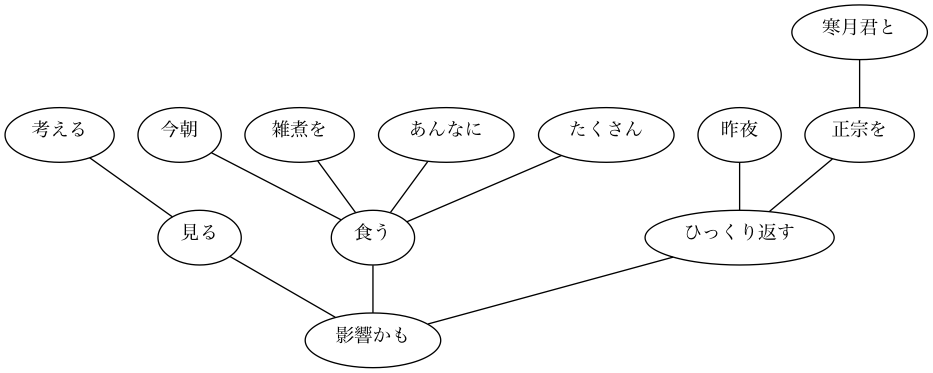 寒月君と
考える
今朝
雑煮を
あんなに
たくさん
昨夜
正宗を
見る
食う
ひっくり返す
影響かも